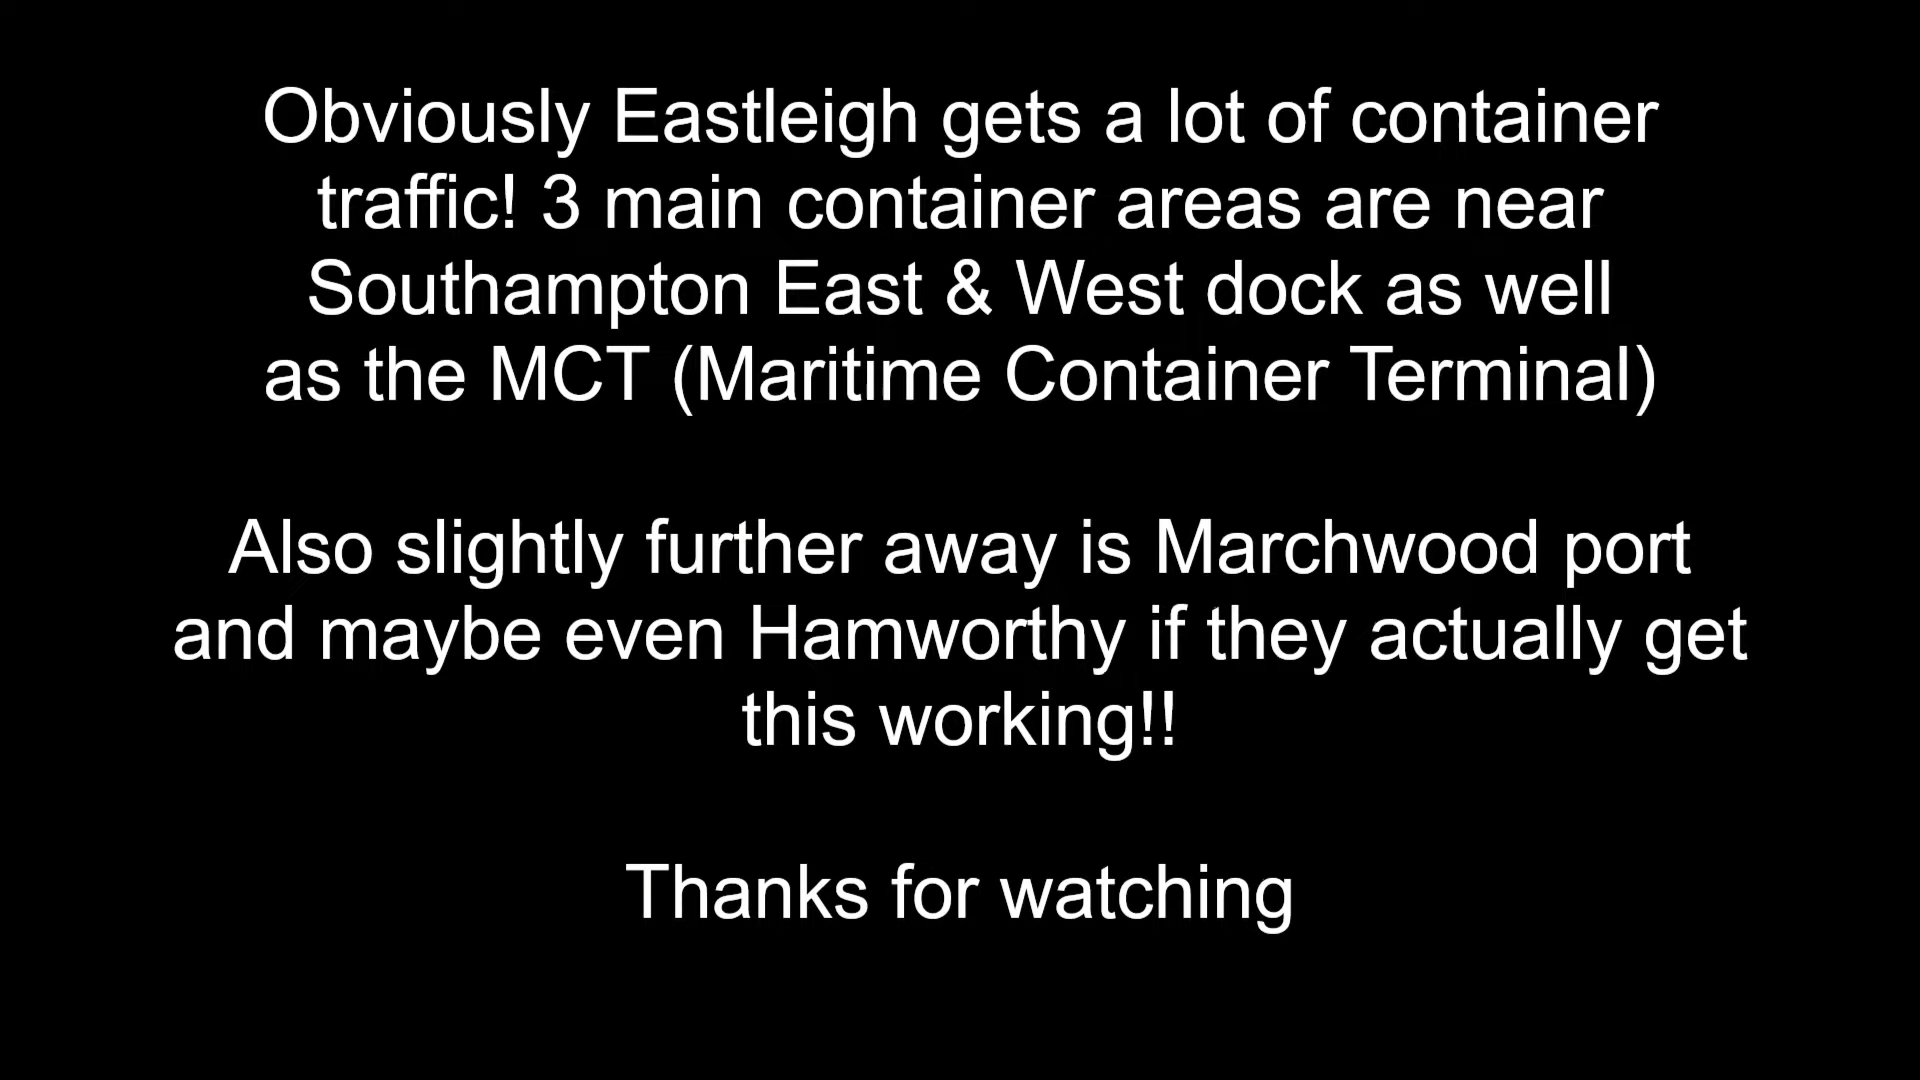 Obviously Eastleigh gets a lot of container
traffic! 3 main container areas are near
Southampton East & West dock as well
as the MCT (Maritime Container Terminal)
Also slightly further away is Marchwood port
and maybe even Hamworthy if they actually get
this working!!
Thanks for watching